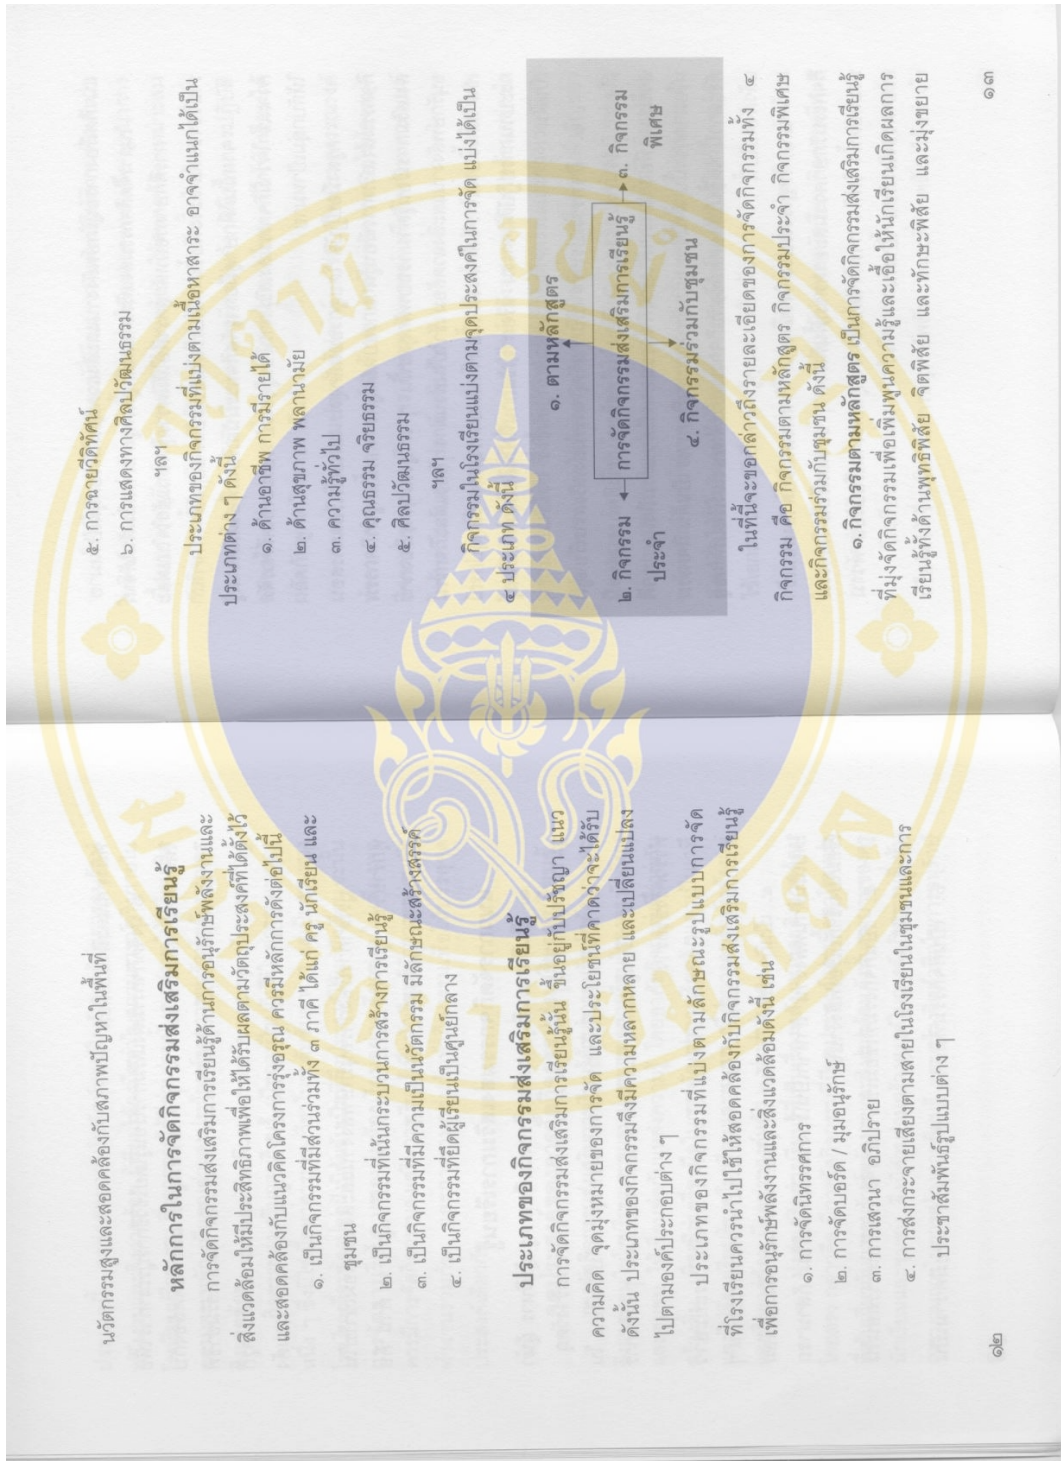 นวัตกรรมสูงและสอดคล้องกับสภาพปัญหาในพื้นที่
หลักการในการจัดกิจกรรมส่งเสริมการเรียนรู้
การจัดกิจกรรมส่งเสริมการเรียนรู้ด้านการอนุรักษ์พลังงานและ
สิ่งแวดล้อมให้มีประสิทธิภาพเพื่อให้ได้รับผลตามวัตถุประสงค์ที่ได้ตั้งไว้
และสอดคล้องกับแนวคิดโครงการรุ่งอรุณ ควรมีหลักการดังต่อไปนี้
๑. เป็นกิจกรรมที่มีส่วนร่วมทั้ง ๓ ภาคี ได้แก่ ครู นักเรียน และ
ชุมชน
๒. เป็นกิจกรรมที่เน้นกระบวนการสร้างการเรียนรู้
๓. เป็นกิจกรรมที่มีความเป็นนวัตกรรม มีลักษณะสร้างสรรค์
๔. เป็นกิจกรรมที่ยึดผู้เรียนเป็นศูนย์กลาง
ประเภทของกิจกรรมส่งเสริมการเรียนรู้
การจัดกิจกรรมส่งเสริมการเรียนรู้นั้น ขึ้นอยู่กับปรัชญา แนว
ความคิด จุดมุ่งหมายของการจัด และประโยชน์ที่คาดว่าจะได้รับ
ดังนั้น ประเภทของกิจกรรมจึงมีความหลากหลาย และเปลี่ยนแปลง
ไปตามองค์ประกอบต่าง ๆ
ประเภทของกิจกรรมที่แบ่งตามลักษณะรูปแบบการจัด
ที่โรงเรียนควรนำไปใช้ให้สอดคล้องกับกิจกรรมส่งเสริมการเรียนรู้
เพื่อการอนุรักษ์พลังงานและสิ่งแวดล้อมดังนี้ เช่น
๑. การจัดนิทรรศการ
๒. การจัดบอร์ด / มุมอนุรักษ์
๓. การเสวนา อภิปราย
๔. การส่งกระจายเสียงตามสายในโรงเรียนในชุมชนและการ
ประชาสัมพันธ์รูปแบบต่าง ๆ
๑๒
๕. การฉายวีดิทัศน์
๖. การแสดงทางศิลปวัฒนธรรม
ฯลฯ
ประเภทของกิจกรรมที่แบ่งตามเนื้อหาสาระ อาจจำแนกได้เป็น
ประเภทต่าง ๆ ดังนี้
๑. ด้านอาชีพ การมีรายได้
๒. ด้านสุขภาพ พลานามัย
๓. ความรู้ทั่วไป
๔. คุณธรรม จริยธรรม
๕. ศิลปวัฒนธรรม
ฯลฯ
กิจกรรมในโรงเรียนแบ่งตามจุดประสงค์ในการจัด แบ่งได้เป็น
๔ ประเภท ดังนี้
๑. ตามหลักสูตร
๒. กิจกรรม
ประจำ
การจัดกิจกรรมส่งเสริมการเรียนรู้
๓. กิจกรรม
พิเศษ
๔. กิจกรรมร่วมกับชุมชน
ในที่นี้จะขอกล่าวถึงรายละเอียดของการจัดกิจกรรมทั้ง ๔
กิจกรรม คือ กิจกรรมตามหลักสูตร กิจกรรมประจำ กิจกรรมพิเศษ
และกิจกรรมร่วมกับชุมชน ดังนี้
๑. กิจกรรมตามหลักสูตร เป็นการจัดกิจกรรมส่งเสริมการเรียนรู้
ที่มุ่งจัดกิจกรรมเพื่อเพิ่มพูนความรู้และเอื้อให้นักเรียนเกิดผลการ
เรียนรู้ทั้งด้านพุทธิพิสัย จิตพิสัย และทักษะพิสัย และมุ่งขยาย
๑๓